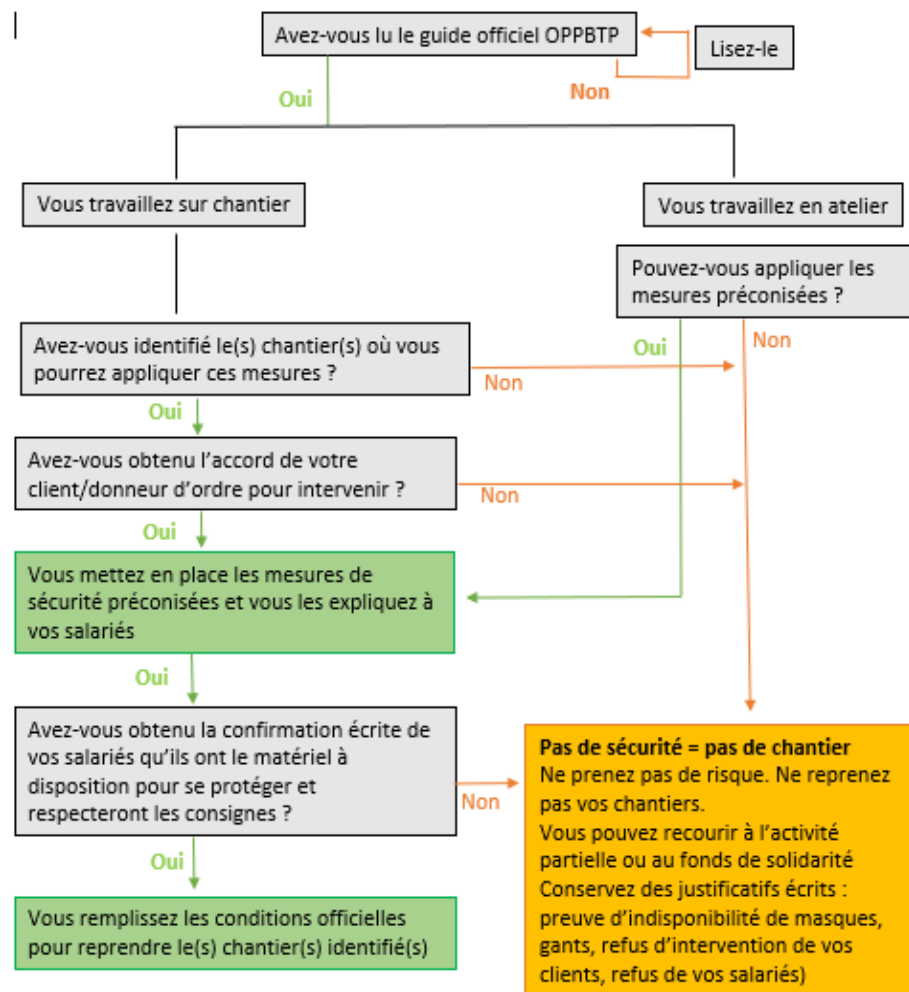 Avez-vous lu le guide officiel OPPBTP
Lisez-le
Oui
Non
Vous travaillez sur chantier
Vous travaillez en atelier
Pouvez-vous appliquer les
mesures préconisées ?
Oui
Non
Avez-vous identifié le(s) chantier(s) où vous
pourrez appliquer ces mesures ?
Non
Oui
Avez-vous obtenu l'accord de votre
client/donneur d'ordre pour intervenir ?
Non
Oui
Vous mettez en place les mesures de
sécurité préconisées et vous les expliquez à
vos salariés
Oui
Avez-vous obtenu la confirmation écrite de
vos salariés qu'ils ont le matériel à
disposition pour se protéger et
respecteront les consignes ?
Non
Oui
Vous remplissez les conditions officielles
pour reprendre le(s) chantier(s) identifié(s)
Pas de sécurité = pas de chantier
Ne prenez pas de risque. Ne reprenez
pas vos chantiers.
Vous pouvez recourir à l'activité
partielle ou au fonds de solidarité
Conservez des justificatifs écrits :
preuve d'indisponibilité de masques,
gants, refus d'intervention de vos
clients, refus de vos salariés)